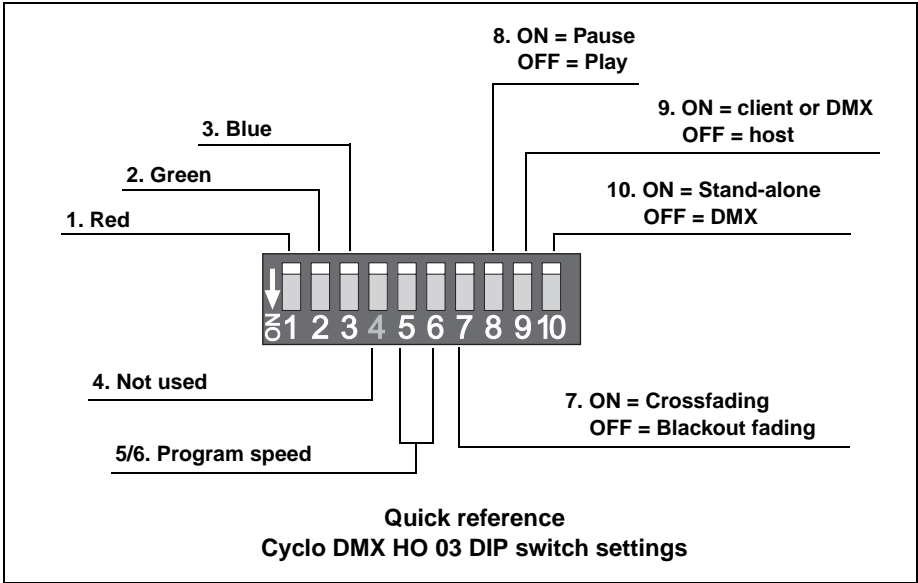 8. ON = Pause
OFF = Play
9. ON = client or DMX
OFF = host
3. Blue
2. Green
10. ON = Stand-alone
OFF = DMX
1. Red
ON
1 2 3 4 5 6 7 8 9 10
4. Not used
7. ON = Crossfading
OFF = Blackout fading
5/6. Program speed
Quick reference
Cyclo DMX HO 03 DIP switch settings